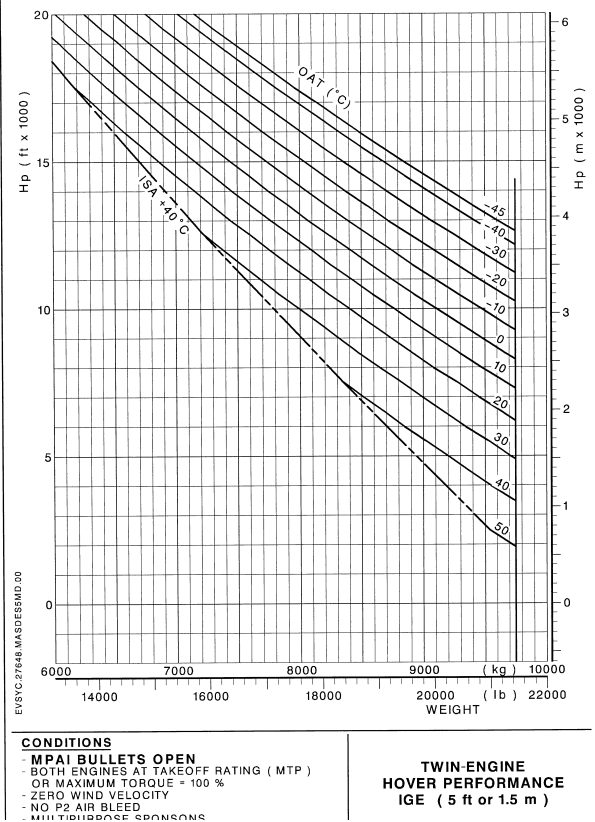 20
15
10
5
0
Hp ( ft x 1000 )
6
5
4
3
2
1
0
Hp ( m x 1000 )
OAT (°C)
ISA +40°C
-45
-40
-30
-20
-10
0
10
20
30
40
50
6000 7000 8000 9000 (kg) 10000
14000 16000 18000 20000 (lb) 22000
WEIGHT
EVSYC.27648.MASDES5MD.00
CONDITIONS
- MPAI BULLETS OPEN
- BOTH ENGINES AT TAKEOFF RATING ( MTP )
OR MAXIMUM TORQUE = 100 %
- ZERO WIND VELOCITY
- NO P2 AIR BLEED
- MULTIPURPOSE SPONSONS
TWIN-ENGINE
HOVER PERFORMANCE
IGE ( 5 ft or 1.5 m )